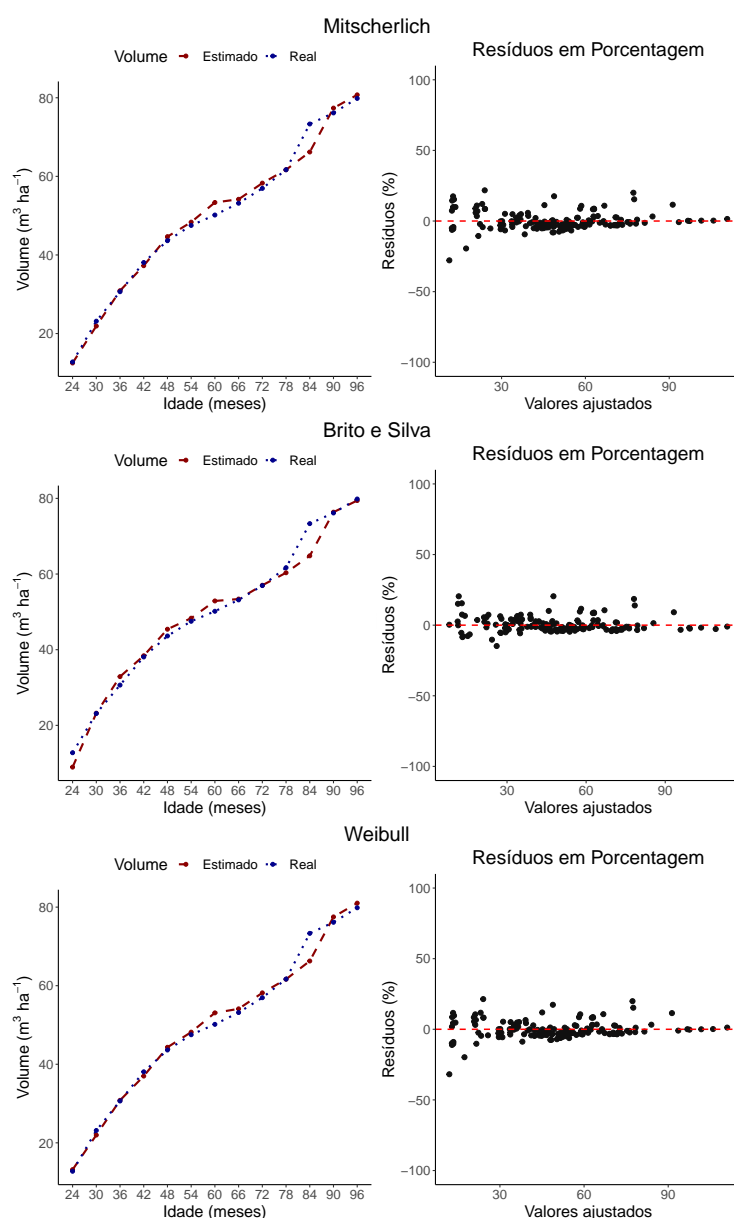 Mitscherlich
Volume Estimado Real
Volume (m³ ha⁻¹)
80
60
40
20
24 30 36 42 48 54 60 66 72 78 84 90 96
Idade (meses)
Resíduos em Porcentagem
Resíduos (%)
100
50
0
−50
−100
30 60 90
Valores ajustados
Brito e Silva
Volume Estimado Real
Volume (m³ ha⁻¹)
80
60
40
20
24 30 36 42 48 54 60 66 72 78 84 90 96
Idade (meses)
Resíduos em Porcentagem
Resíduos (%)
100
50
0
−50
−100
30 60 90
Valores ajustados
Weibull
Volume Estimado Real
Volume (m³ ha⁻¹)
80
60
40
20
24 30 36 42 48 54 60 66 72 78 84 90 96
Idade (meses)
Resíduos em Porcentagem
Resíduos (%)
100
50
0
−50
−100
30 60 90
Valores ajustados